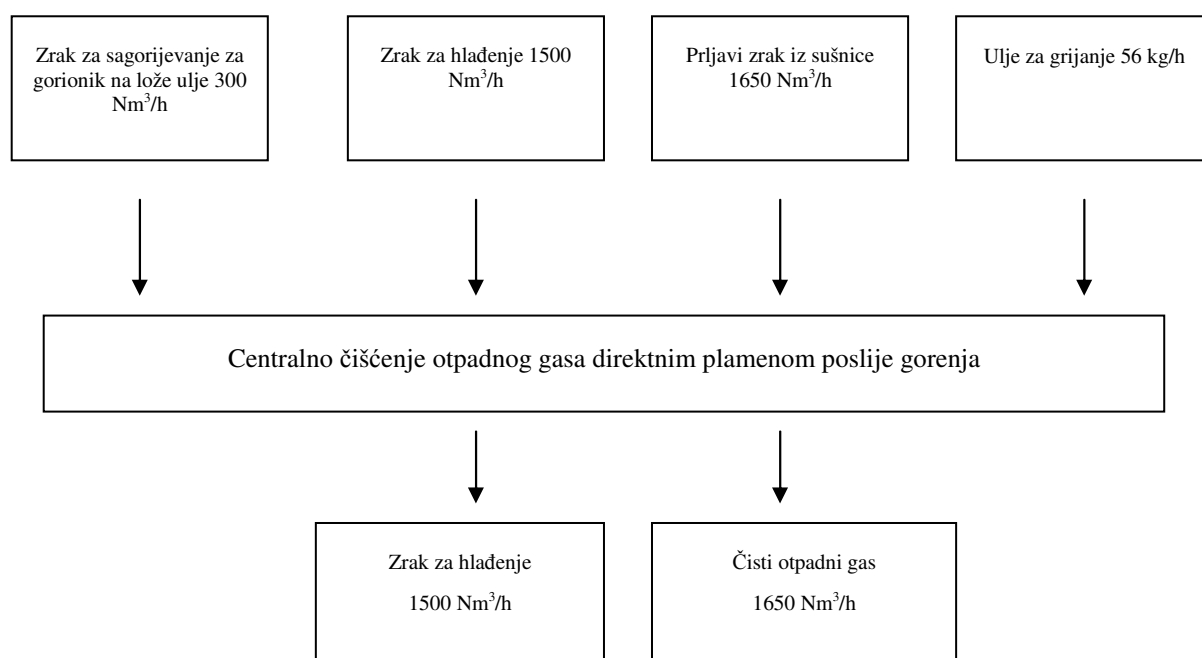 Zrak za sagorijevanje za
gorionik na lože ulje 300
Nm³/h
Zrak za hlađenje 1500
Nm³/h
Prljavi zrak iz sušnice
1650 Nm³/h
Ulje za grijanje 56 kg/h
Centralno čišćenje otpadnog gasa direktnim plamenom poslije gorenja
Zrak za hlađenje
1500 Nm³/h
Čisti otpadni gas
1650 Nm³/h